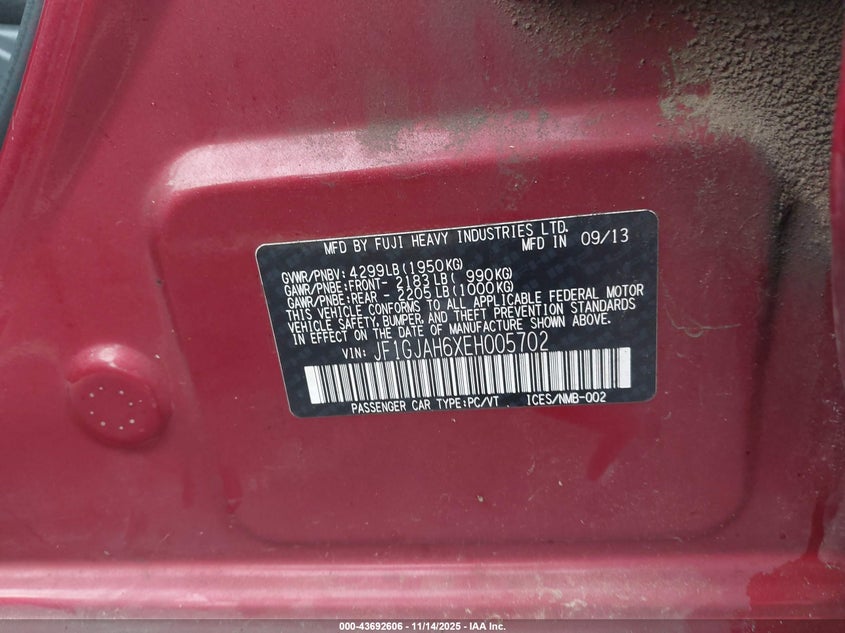 MFD BY FUJI HEAVY INDUSTRIES LTD.
MFD IN 09/13
GVWR/PNBV: 4299LB(1950KG)
GAWR/PNBE:FRONT- 2183LB( 990KG)
GAWR/PNBE:REAR - 2205LB(1000KG)
THIS VEHICLE CONFORMS TO ALL APPLICABLE FEDERAL MOTOR
VEHICLE SAFETY, BUMPER, AND THEFT PREVENTION STANDARDS
IN EFFECT ON THE DATE OF MANUFACTURE SHOWN ABOVE.
VIN: JF1GJAH6XEH005702
PASSENGER CAR TYPE:PC/VT ICES/NMB-002
000-43692606 - 11/14/2025 - IAA Inc.